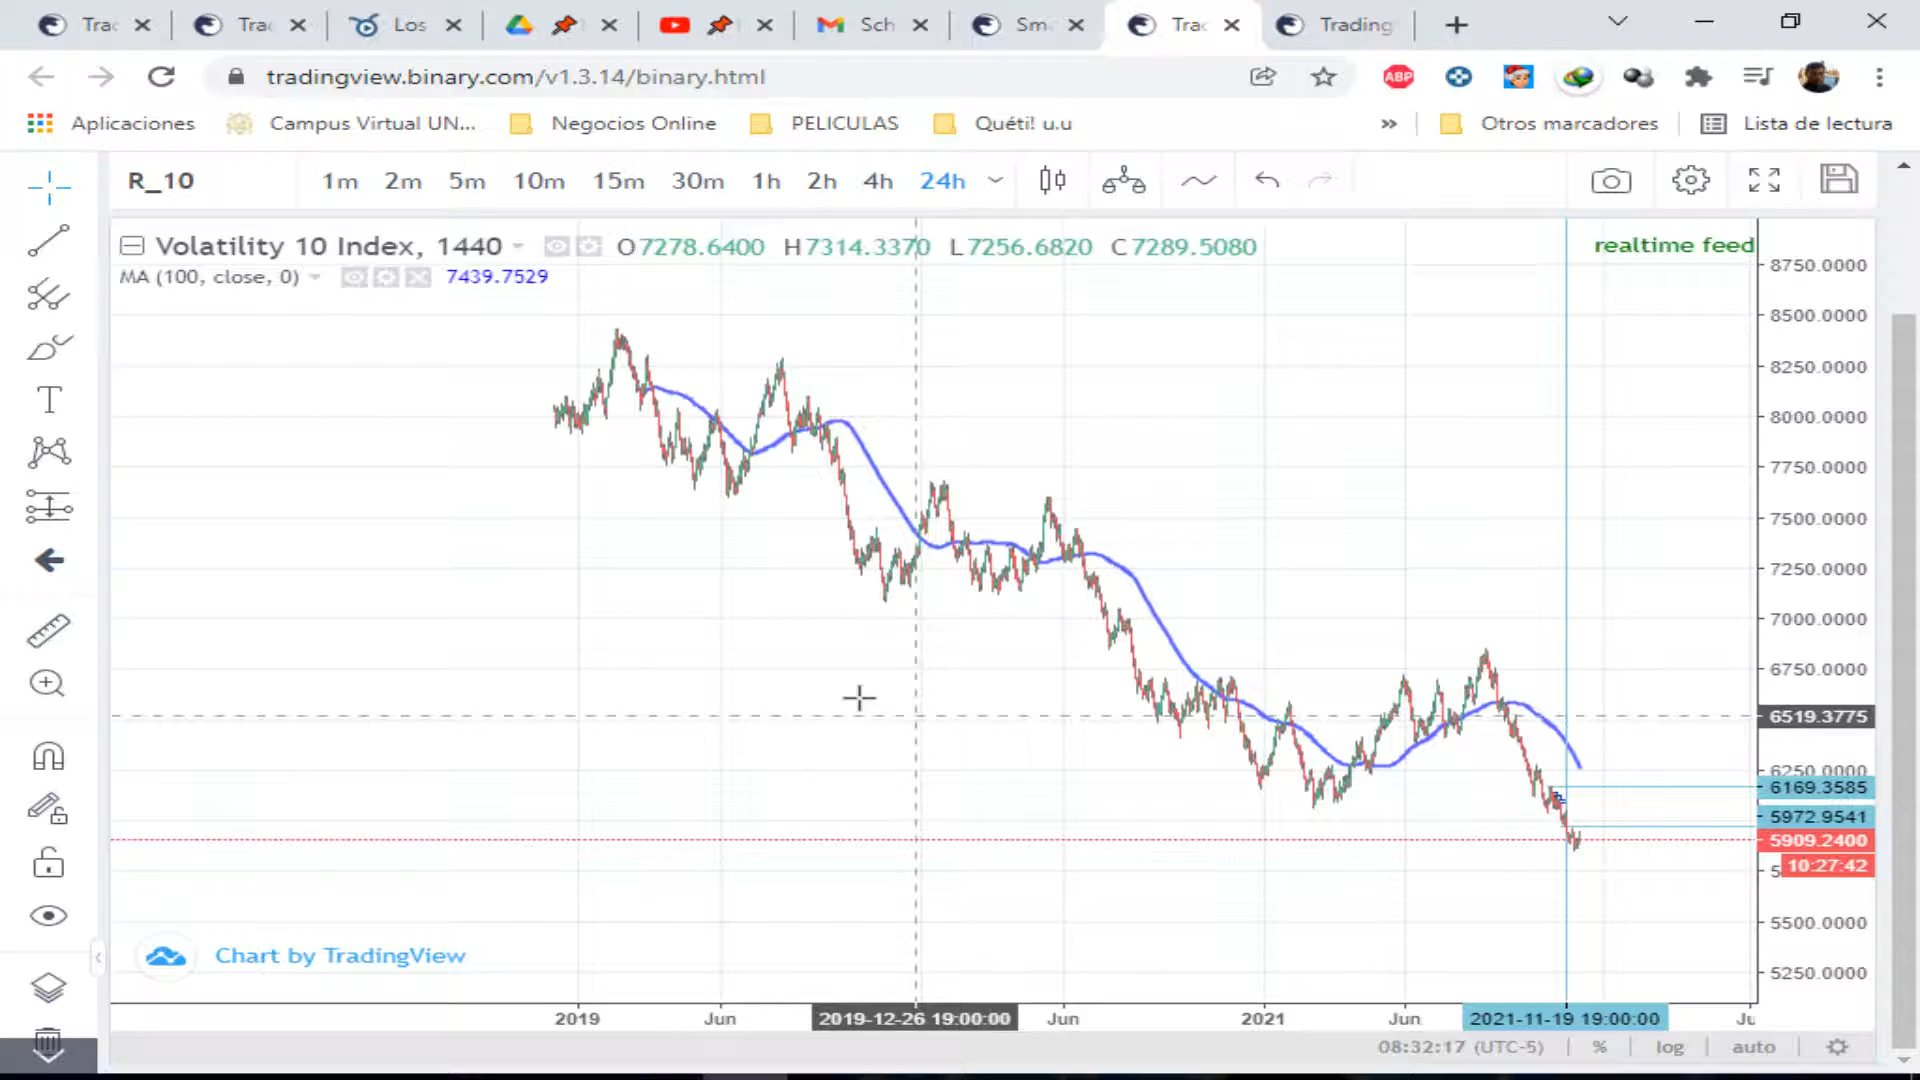 Trac
Trac
Los
Sch
Sm
Trac
Trading
tradingview.binary.com/v1.3.14/binary.html
ABP
Aplicaciones
Campus Virtual UN...
Negocios Online
PELICULAS
Quéti! u.u
»
Otros marcadores
Lista de lectura
R_10
1m 2m 5m 10m 15m 30m 1h 2h 4h 24h
Volatility 10 Index, 1440
O7278.6400 H7314.3370 L7256.6820 C7289.5080
realtime feed
MA (100, close, 0)
7439.7529
8750.0000
8500.0000
8250.0000
8000.0000
7750.0000
7500.0000
7250.0000
7000.0000
6750.0000
6519.3775
6250.0000
6169.3585
5972.9541
5909.2400
10:27:42
5500.0000
5250.0000
Chart by TradingView
2019
Jun
2019-12-26 19:00:00
Jun
2021
Jun
2021-11-19 19:00:00
08:32:17 (UTC-5)
%
log
auto